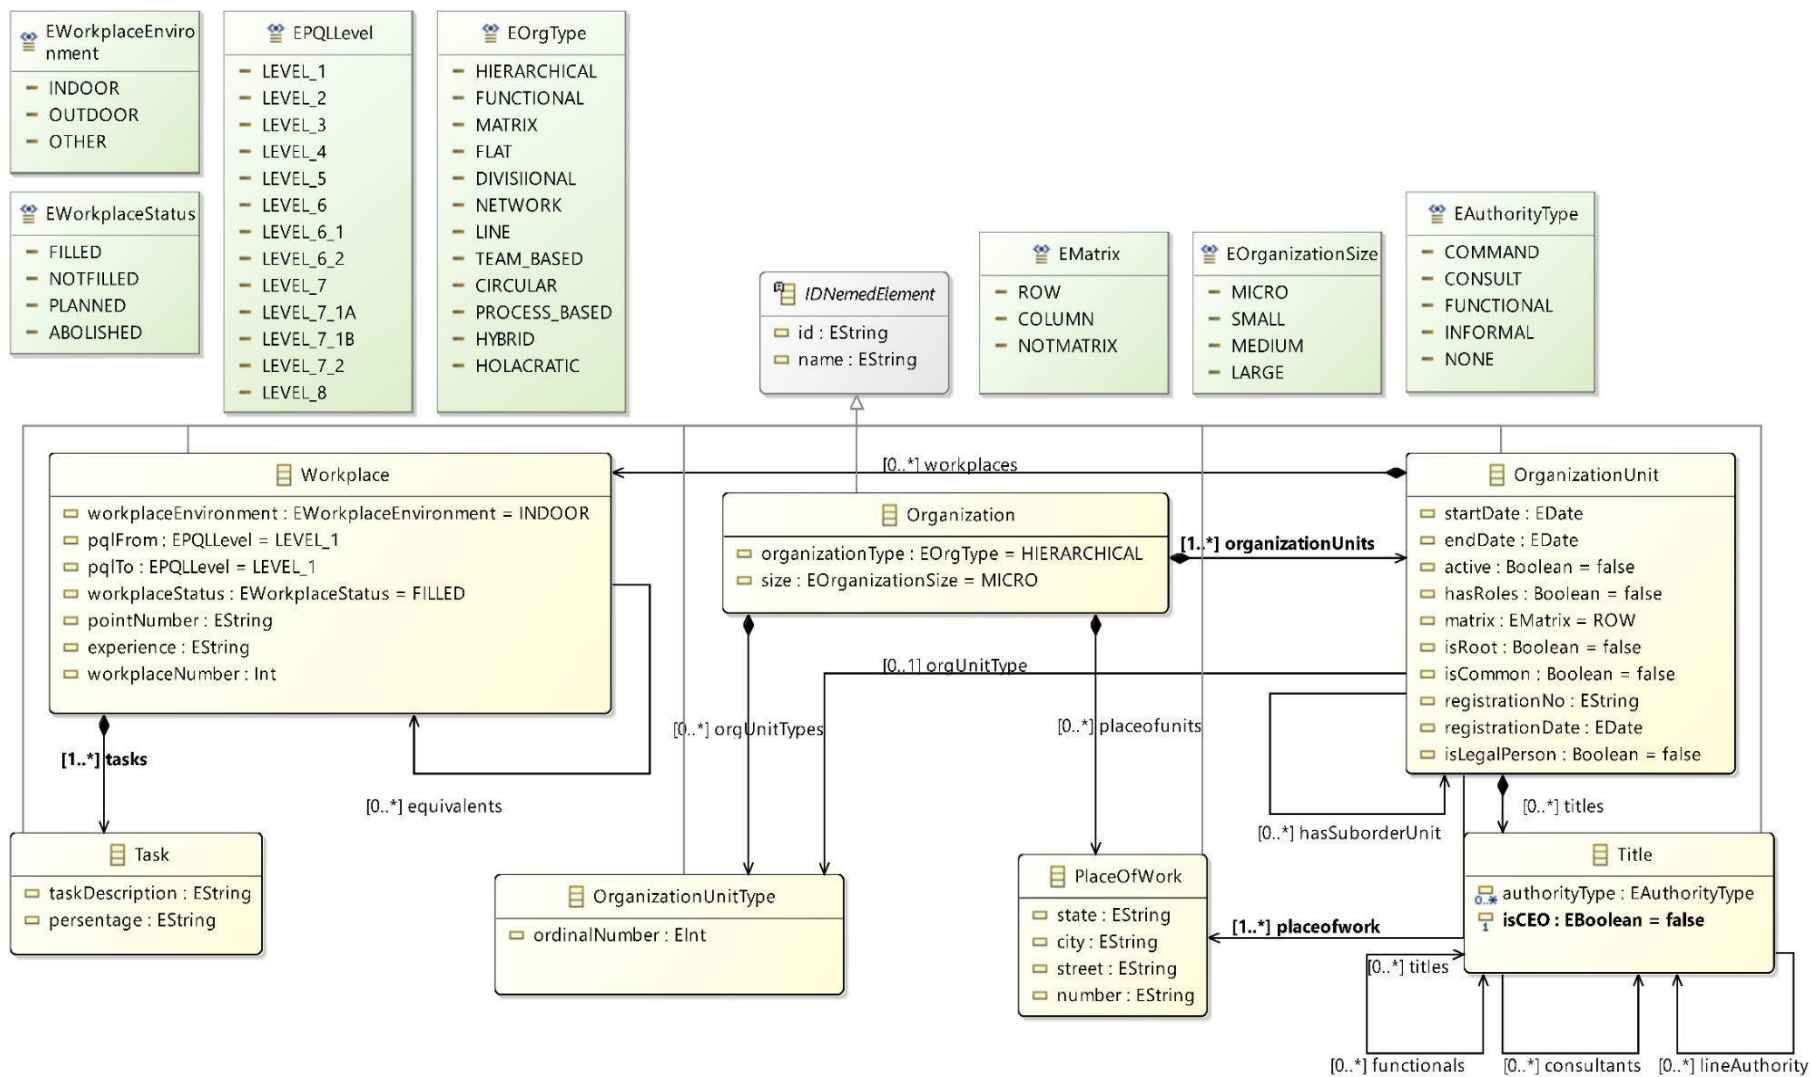 EWorkplaceEnviro
nment
INDOOR
OUTDOOR
OTHER
EWorkplaceStatus
FILLED
NOTFILLED
PLANNED
ABOLISHED
EPQLLevel
LEVEL_1
LEVEL_2
LEVEL_3
LEVEL_4
LEVEL_5
LEVEL_6
LEVEL_6_1
LEVEL_6_2
LEVEL_7
LEVEL_7_1A
LEVEL_7_1B
LEVEL_7_2
LEVEL_8
EOrgType
HIERARCHICAL
FUNCTIONAL
MATRIX
FLAT
DIVISIIONAL
NETWORK
LINE
TEAM_BASED
CIRCULAR
PROCESS_BASED
HYBRID
HOLACRATIC
IDNemedElement
id : EString
name : EString
EMatrix
ROW
COLUMN
NOTMATRIX
EOrganizationSize
MICRO
SMALL
MEDIUM
LARGE
EAuthorityType
COMMAND
CONSULT
FUNCTIONAL
INFORMAL
NONE
Workplace
workplaceEnvironment : EWorkplaceEnvironment = INDOOR
pqlFrom : EPQLLevel = LEVEL_1
pqlTo : EPQLLevel = LEVEL_1
workplaceStatus : EWorkplaceStatus = FILLED
pointNumber : EString
experience : EString
workplaceNumber : Int
[0..*] workplaces
Organization
organizationType : EOrgType = HIERARCHICAL
size : EOrganizationSize = MICRO
[1..*] organizationUnits
OrganizationUnit
startDate : EDate
endDate : EDate
active : Boolean = false
hasRoles : Boolean = false
matrix : EMatrix = ROW
isRoot : Boolean = false
isCommon : Boolean = false
registrationNo : EString
registrationDate : EDate
isLegalPerson : Boolean = false
[0..1] orgUnitType
[0..*] orgUnitTypes
[0..*] placeofunits
[1..*] tasks
[0..*] equivalents
[0..*] hasSuborderUnit
[0..*] titles
Task
taskDescription : EString
persentage : EString
OrganizationUnitType
ordinalNumber : EInt
PlaceOfWork
state : EString
city : EString
street : EString
number : EString
[1..*] placeofwork
Title
authorityType : EAuthorityType
0..*
isCEO : EBoolean = false
1
[0..*] titles
[0..*] functionals
[0..*] consultants
[0..*] lineAuthority